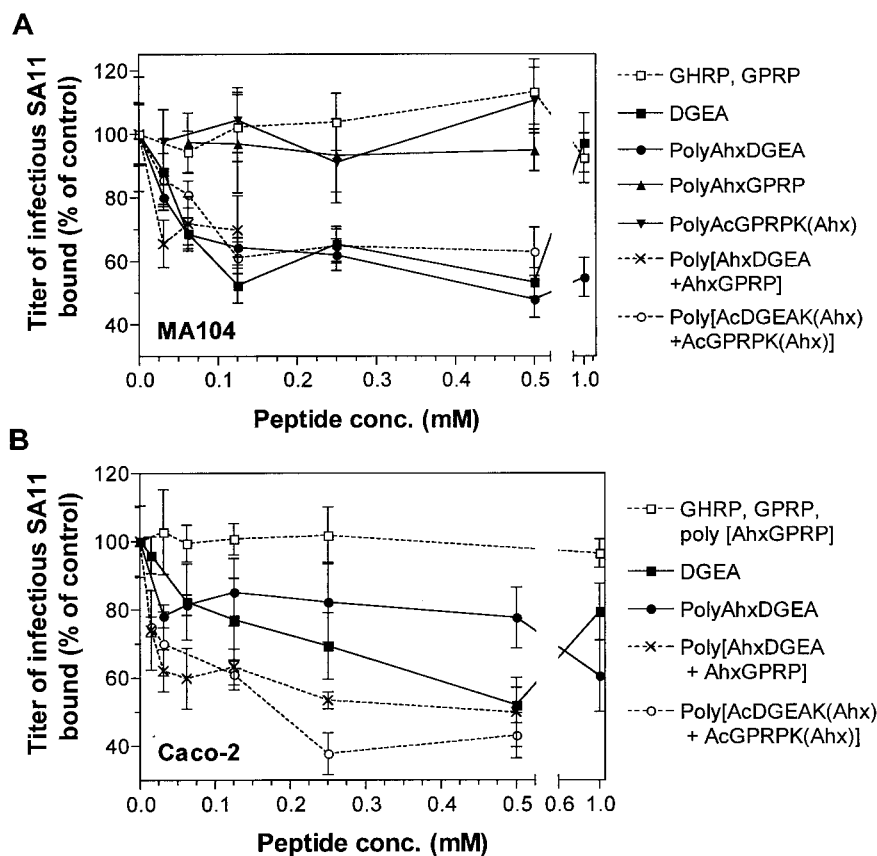 A
Titer of infectious SA11
bound (% of control)
120
100
80
60
40
MA104
0.0
0.1
0.2
0.3
0.4
0.5
1.0
Peptide conc. (mM)
GHRP, GPRP
DGEA
PolyAhxDGEA
PolyAhxGPRP
PolyAcGPRPK(Ahx)
Poly[AhxDGEA
+AhxGPRP]
Poly[AcDGEAK(Ahx)
+AcGPRPK(Ahx)]
B
Titer of infectious SA11
bound (% of control)
120
100
80
60
40
Caco-2
0.0
0.1
0.2
0.3
0.4
0.5
0.6
1.0
Peptide conc. (mM)
GHRP, GPRP,
poly [AhxGPRP]
DGEA
PolyAhxDGEA
Poly[AhxDGEA
+ AhxGPRP]
Poly[AcDGEAK(Ahx)
+ AcGPRPK(Ahx)]